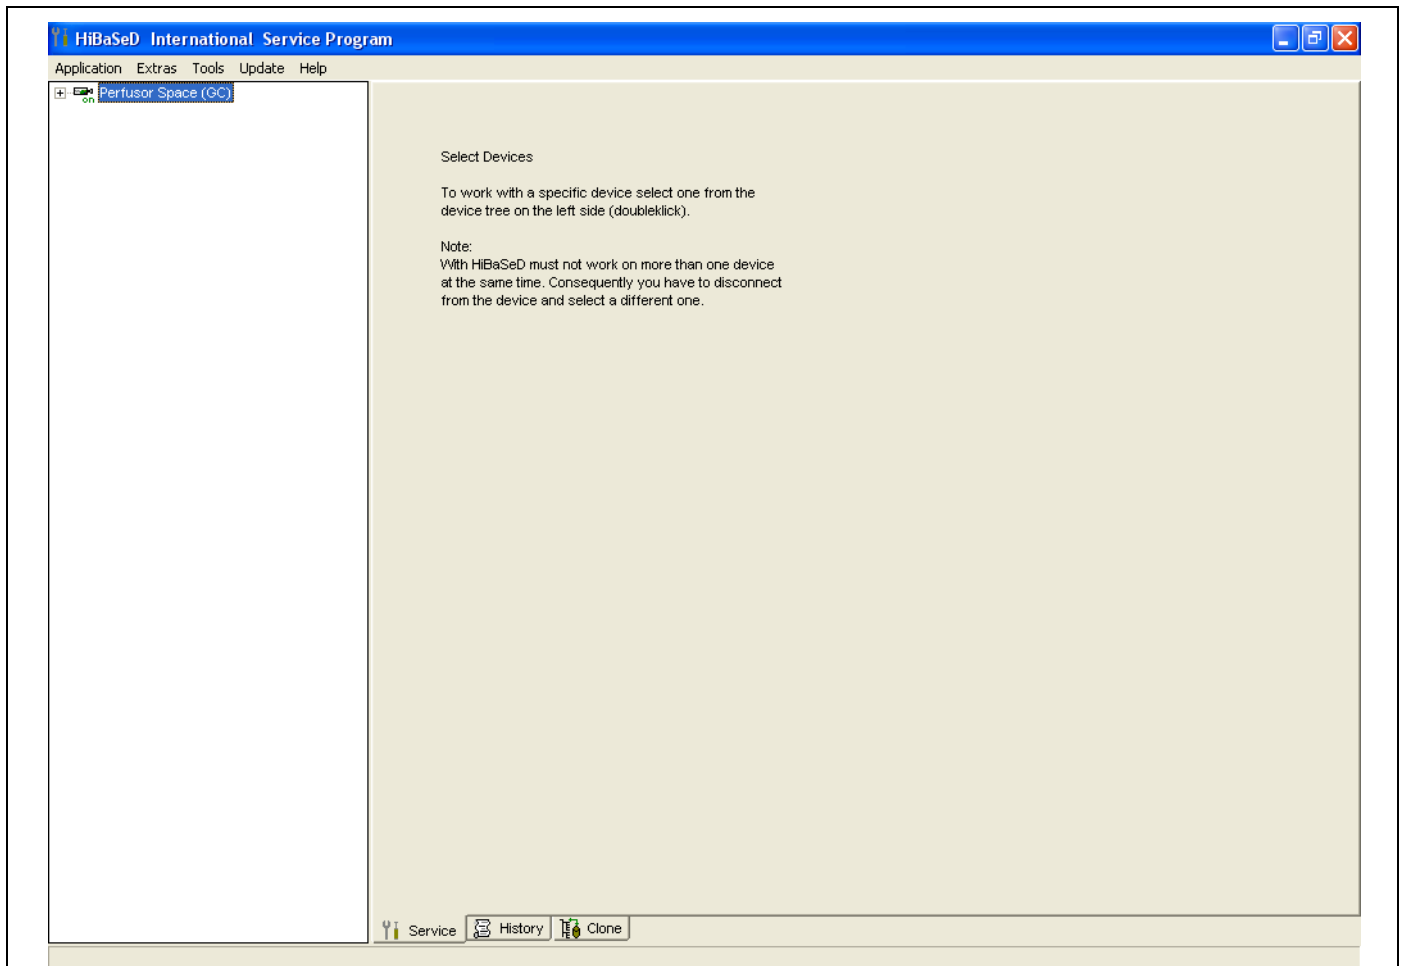 HiBaSeD International Service Program
Application Extras Tools Update Help
on Perfusor Space (GC)
Select Devices
To work with a specific device select one from the
device tree on the left side (doubleklick).
Note:
With HiBaSeD must not work on more than one device
at the same time. Consequently you have to disconnect
from the device and select a different one.
Service History Clone